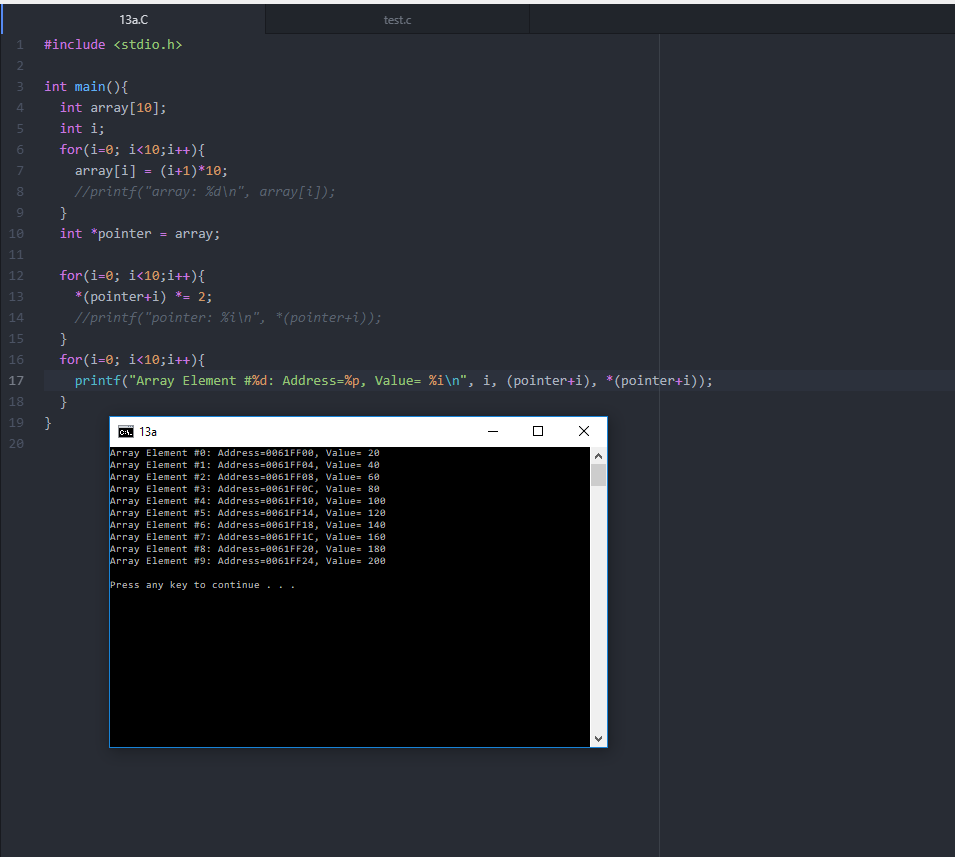 13a.C test.c
1 #include <stdio.h>
2
3 int main(){
4 int array[10];
5 int i;
6 for(i=0; i<10;i++){
7 array[i] = (i+1)*10;
8 //printf("array: %d\n", array[i]);
9 }
10 int *pointer = array;
11
12 for(i=0; i<10;i++){
13 *(pointer+i) *= 2;
14 //printf("pointer: %i\n", *(pointer+i));
15 }
16 for(i=0; i<10;i++){
17 printf("Array Element #%d: Address=%p, Value= %i\n", i, (pointer+i), *(pointer+i));
18 }
19 }
20
C:\. 13a
Array Element #0: Address=0061FF00, Value= 20
Array Element #1: Address=0061FF04, Value= 40
Array Element #2: Address=0061FF08, Value= 60
Array Element #3: Address=0061FF0C, Value= 80
Array Element #4: Address=0061FF10, Value= 100
Array Element #5: Address=0061FF14, Value= 120
Array Element #6: Address=0061FF18, Value= 140
Array Element #7: Address=0061FF1C, Value= 160
Array Element #8: Address=0061FF20, Value= 180
Array Element #9: Address=0061FF24, Value= 200
Press any key to continue . . .